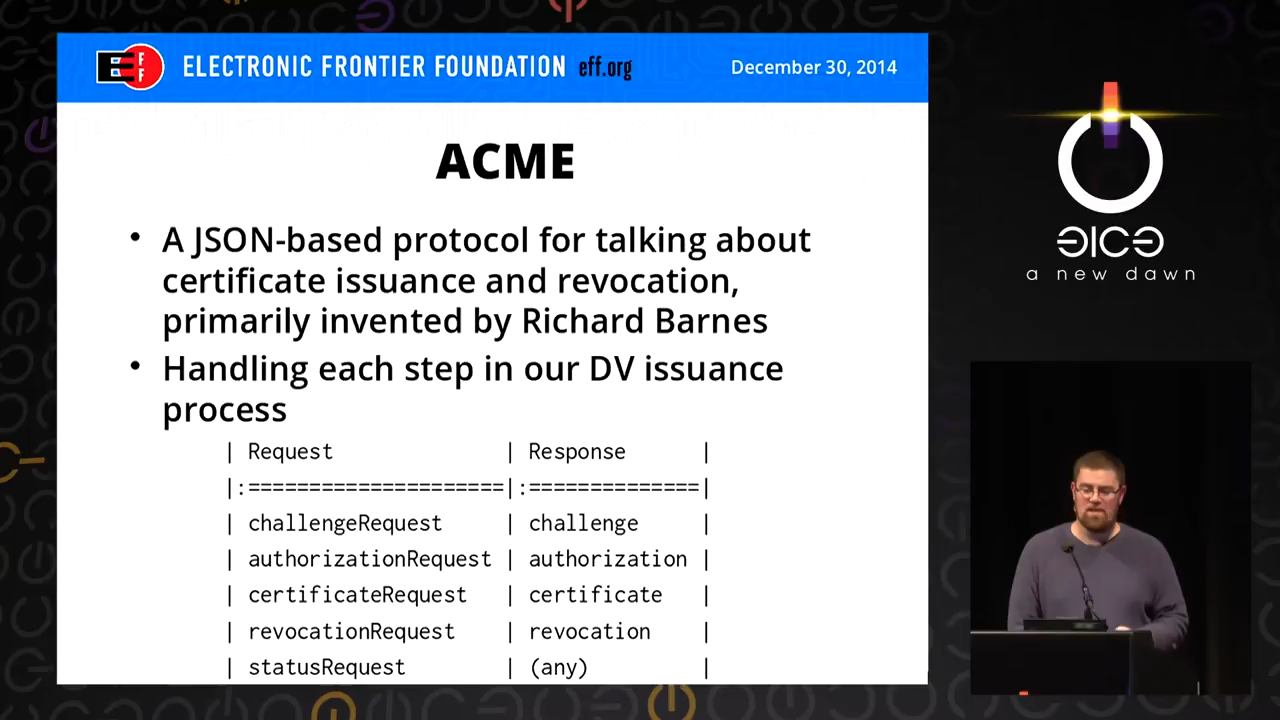 EFF ELECTRONIC FRONTIER FOUNDATION eff.org December 30, 2014
ACME
• A JSON-based protocol for talking about
certificate issuance and revocation,
primarily invented by Richard Barnes
• Handling each step in our DV issuance
process
| Request | Response |
|:=====================|:==============|
| challengeRequest | challenge |
| authorizationRequest | authorization |
| certificateRequest | certificate |
| revocationRequest | revocation |
| statusRequest | (any) |
a new dawn